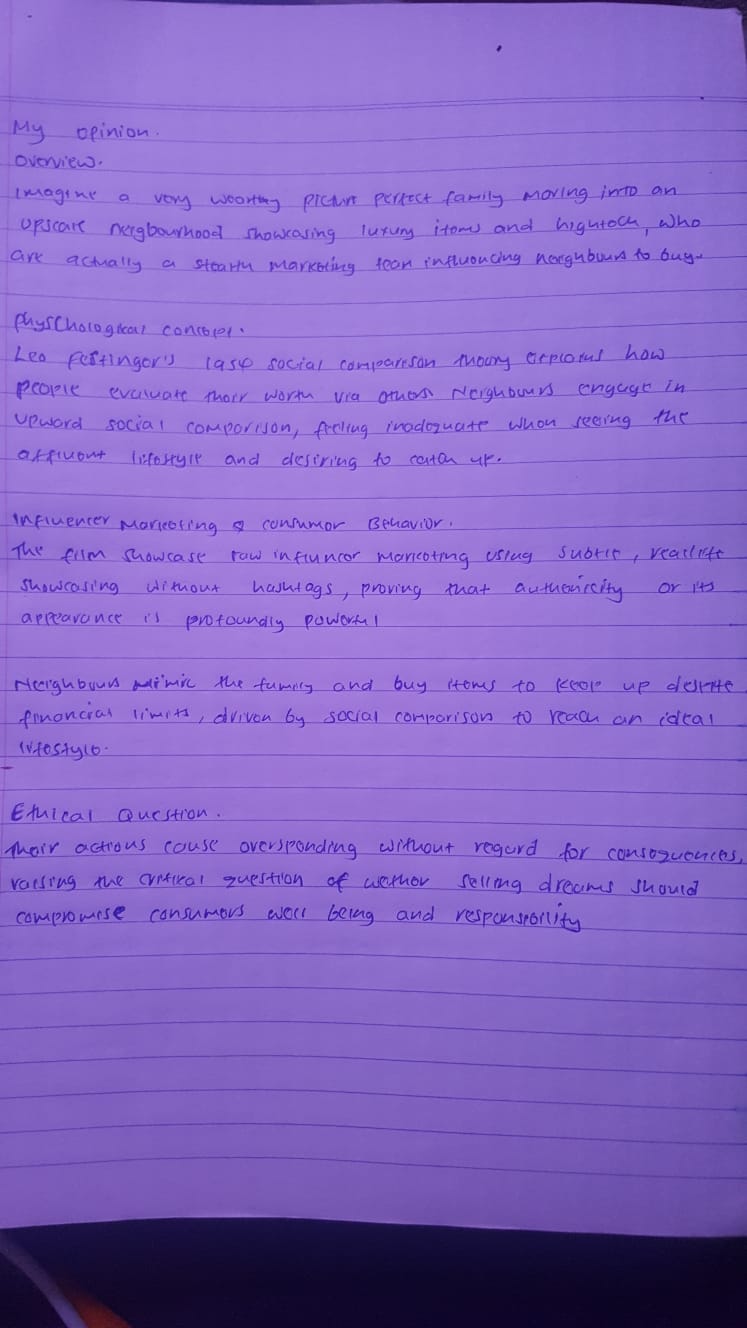 My opinion.
Overview.
Imagine a very woorthy picture perfect family moving into an
upscale neighbourhood showcasing luxury items and hightech, who
are actually a stearth marketing team influencing neighbours to buy.
Physchological concept.
Leo Festinger's 1954 social comparison theory explores how
people evaluate their worth via others. Neighbours engage in
upward social comparison, feeling inadequate when seeing the
affluent lifestyle and desiring to catch up.
Influencer Marketing & consumer Behavior.
The film showcase raw infiuncer marketing using subtle, reallife
showcasing without hashtags, proving that authenticity or its
appearance is profoundly powerful
Neighbours mimic the family and buy items to keep up despite
financial limits, driven by social comparison to reach an ideal
lifestyle.
Ethical Question.
Their actions cause overspending without regard for consequences,
raising the critical question of wether selling dreams should
compromise consumers well being and responsibility